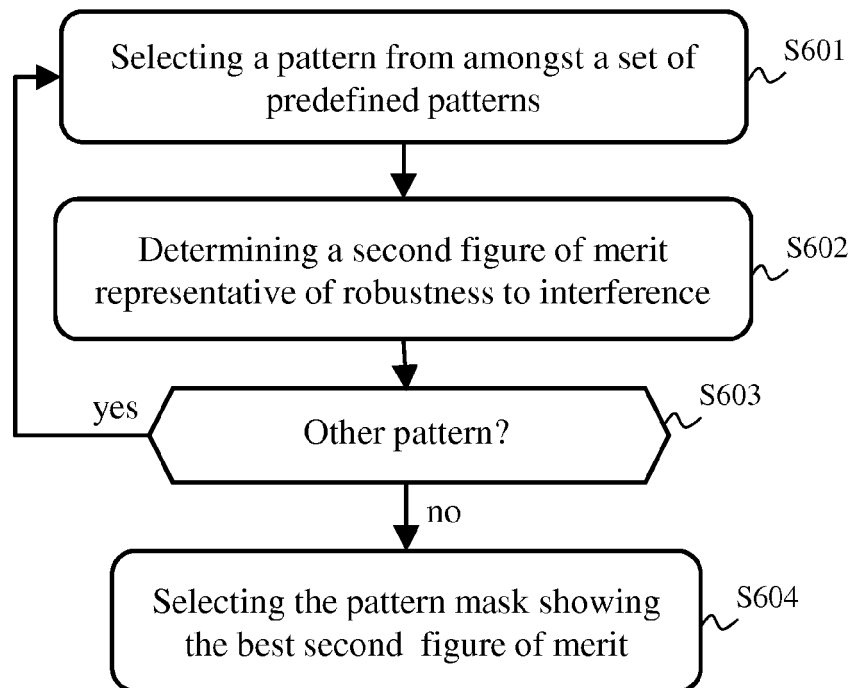 Selecting a pattern from amongst a set of
predefined patterns
S601
Determining a second figure of merit
representative of robustness to interference
S602
yes
Other pattern?
S603
no
Selecting the pattern mask showing
the best second figure of merit
S604